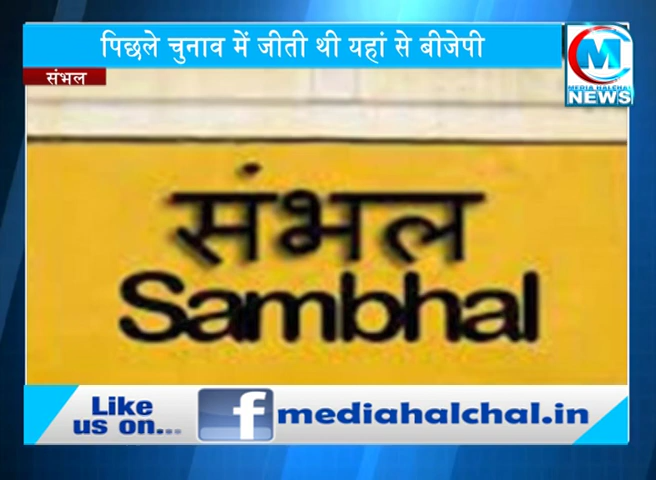 पिछले चुनाव में जीती थी यहां से बीजेपी
संभल
M
MEDIA HALCHAL
NEWS
संभल
Sambhal
Like
us on...
f mediahalchal.in